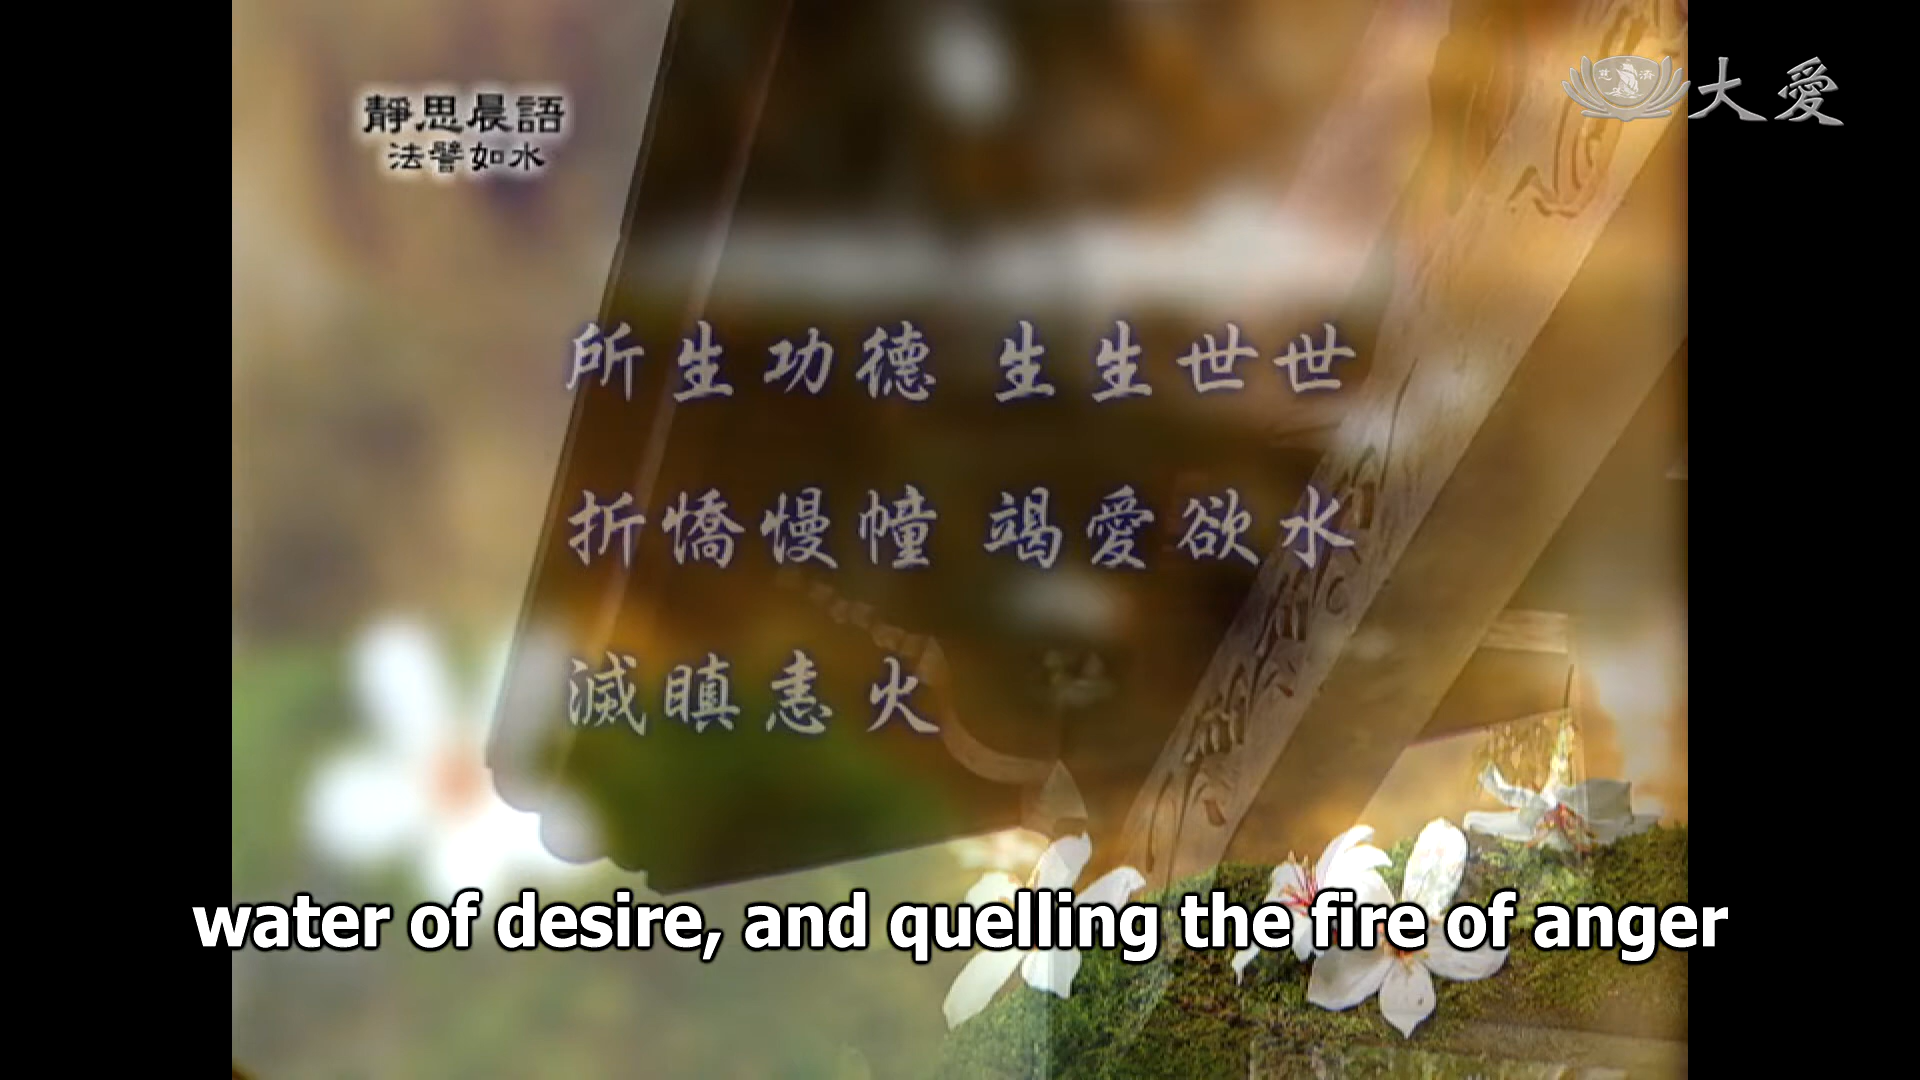 靜思晨語
法譬如水
慈 濟 大愛
所生功德 生生世世
折憍慢幢 竭愛欲水
滅瞋恚火
water of desire, and quelling the fire of anger